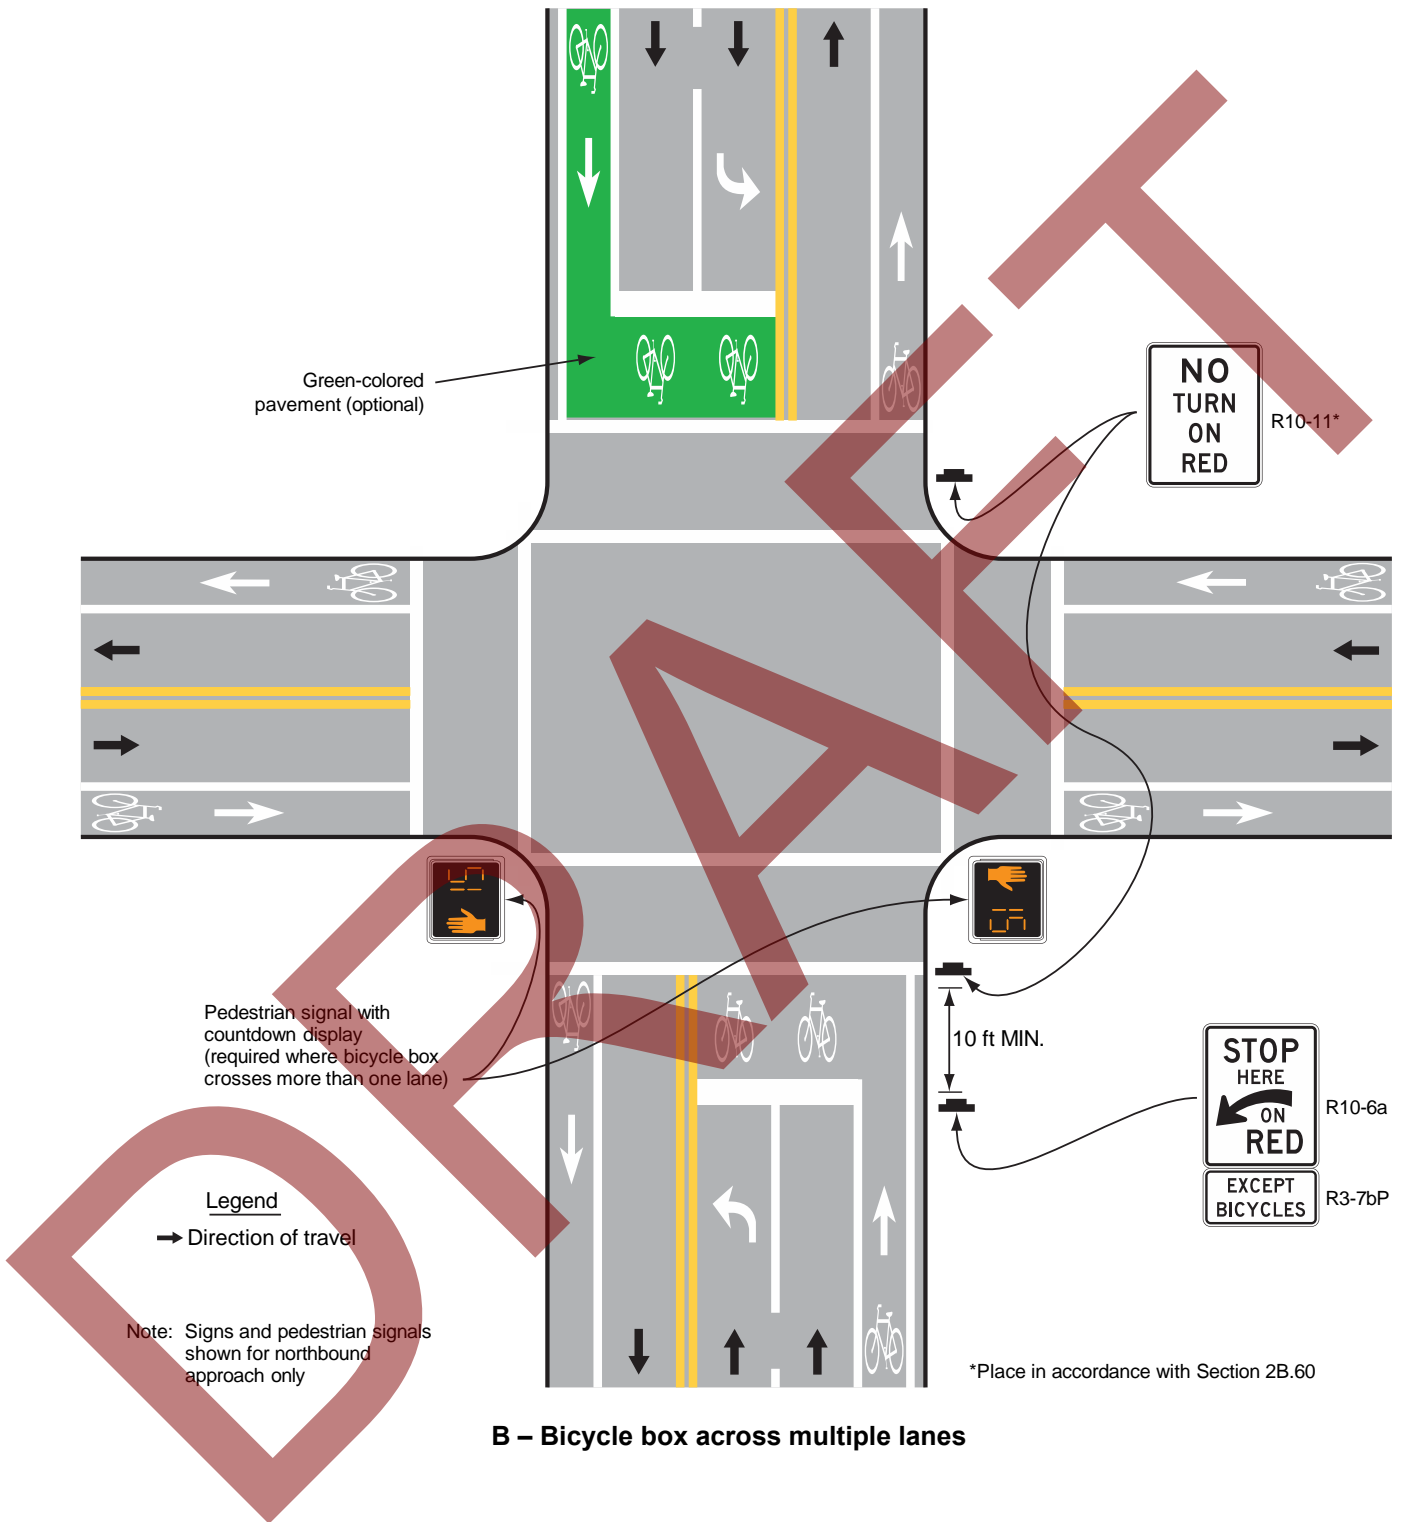 Green-colored
pavement (optional)
NO
TURN
ON
RED
R10-11*
Pedestrian signal with
countdown display
(required where bicycle box
crosses more than one lane)
10 ft MIN.
STOP
HERE
ON
RED
R10-6a
EXCEPT
BICYCLES
R3-7bP
Legend
Direction of travel
Note: Signs and pedestrian signals
shown for northbound
approach only
*Place in accordance with Section 2B.60
B – Bicycle box across multiple lanes
DRAFT